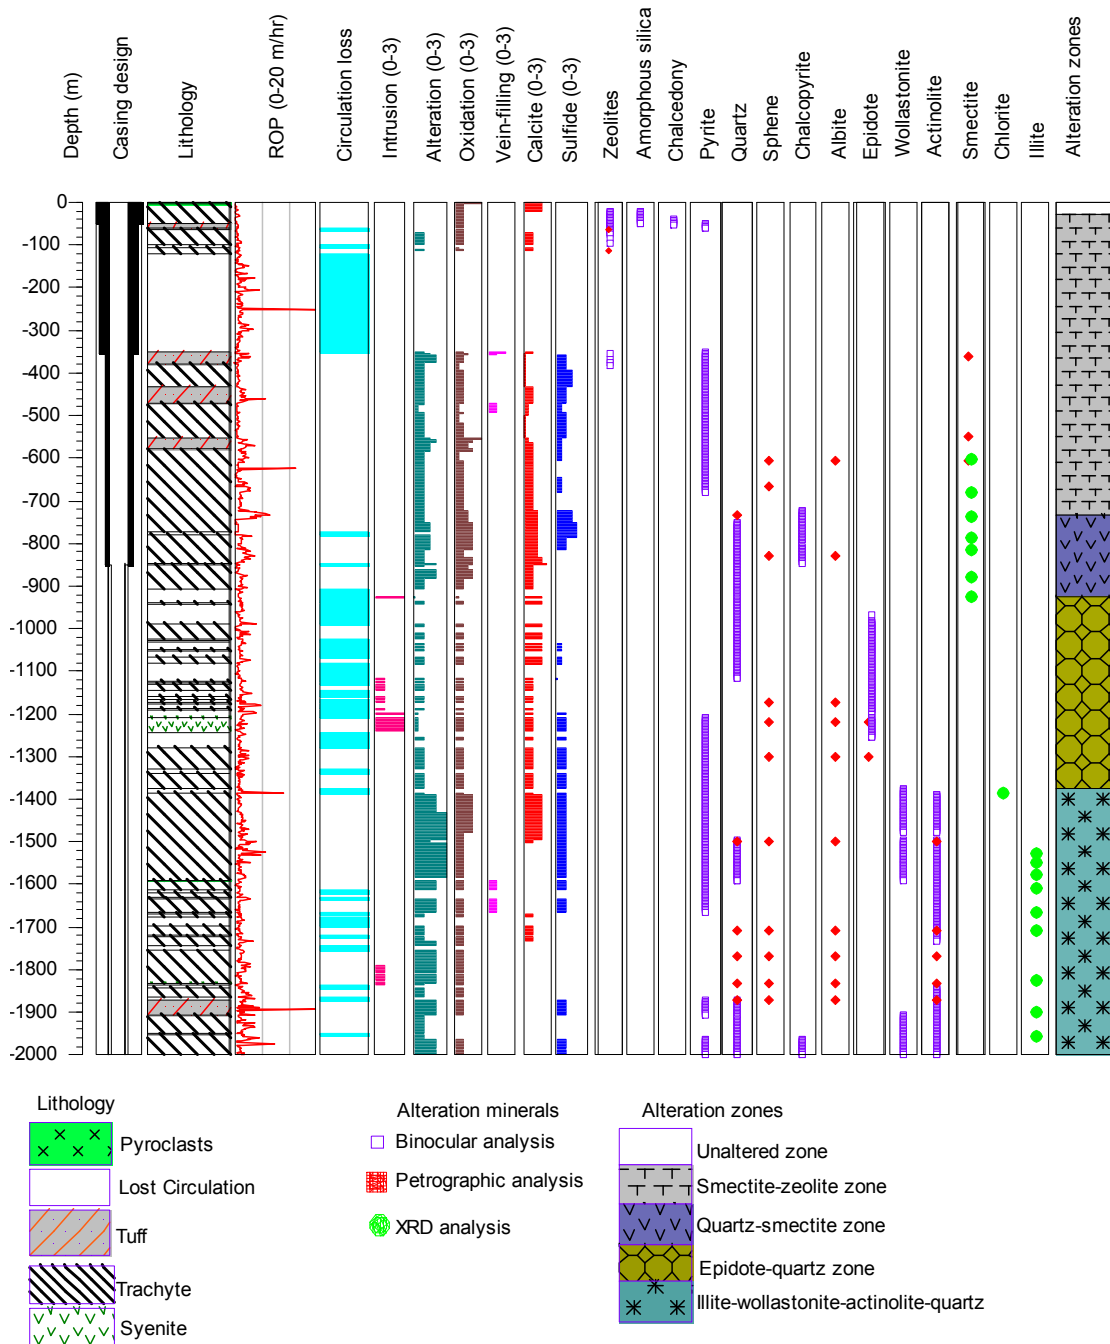 Depth (m)
Casing design
Lithology
ROP (0-20 m/hr)
Circulation loss
Intrusion (0-3)
Alteration (0-3)
Oxidation (0-3)
Vein-filling (0-3)
Calcite (0-3)
Sulfide (0-3)
Zeolites
Amorphous silica
Chalcedony
Pyrite
Quartz
Sphene
Chalcopyrite
Albite
Epidote
Wollastonite
Actinolite
Smectite
Chlorite
Illite
Alteration zones
0
-100
-200
-300
-400
-500
-600
-700
-800
-900
-1000
-1100
-1200
-1300
-1400
-1500
-1600
-1700
-1800
-1900
-2000
Lithology
Pyroclasts
Lost Circulation
Tuff
Trachyte
Syenite
Alteration minerals
Binocular analysis
Petrographic analysis
XRD analysis
Alteration zones
Unaltered zone
Smectite-zeolite zone
Quartz-smectite zone
Epidote-quartz zone
Illite-wollastonite-actinolite-quartz